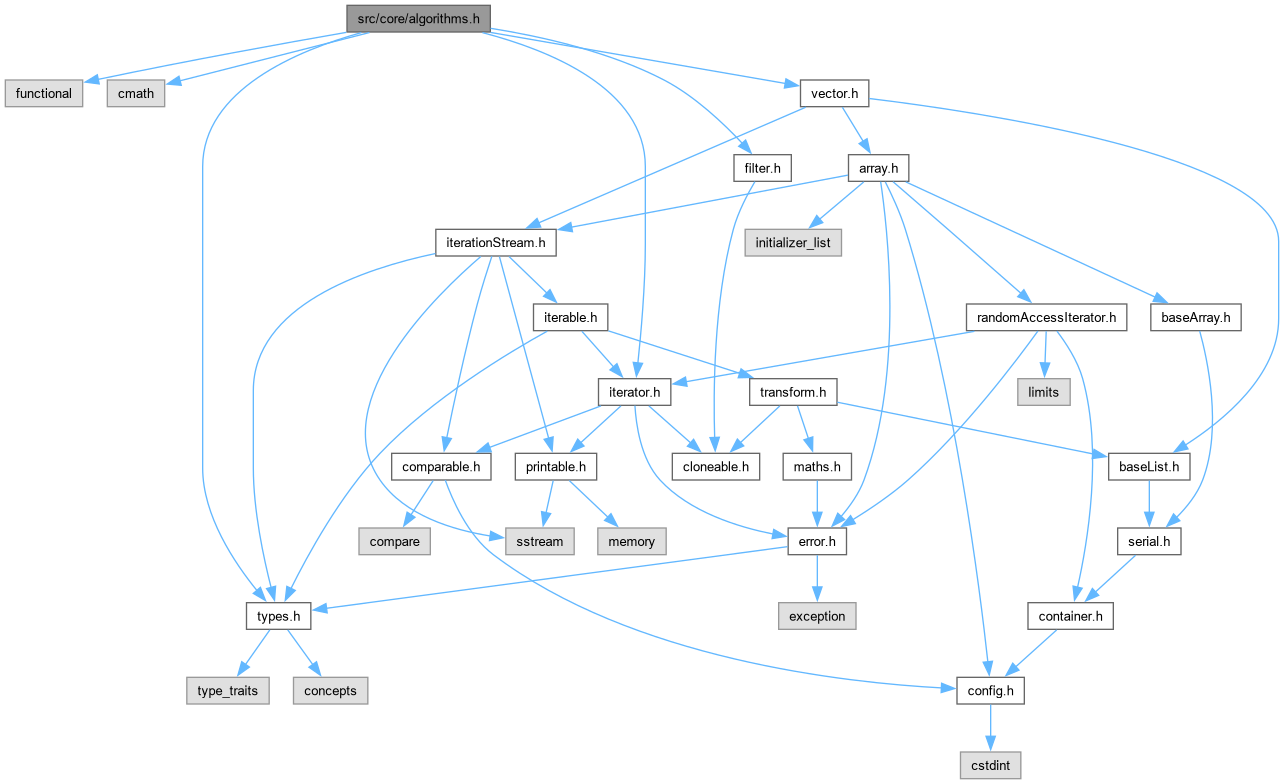 src/core/algorithms.h
functional
cmath
vector.h
filter.h
array.h
iterationStream.h
initializer_list
iterable.h
randomAccessIterator.h
baseArray.h
iterator.h
transform.h
limits
comparable.h
printable.h
cloneable.h
maths.h
baseList.h
compare
sstream
memory
error.h
serial.h
types.h
exception
container.h
type_traits
concepts
config.h
cstdint